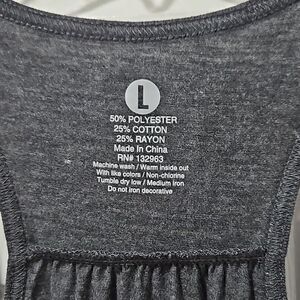 L
50% POLYESTER
25% COTTON
25% RAYON
Made In China
RN# 132963
Machine wash / Warm inside out
With like colors / Non-chlorine
Tumble dry low / Medium Iron
Do not iron decorative